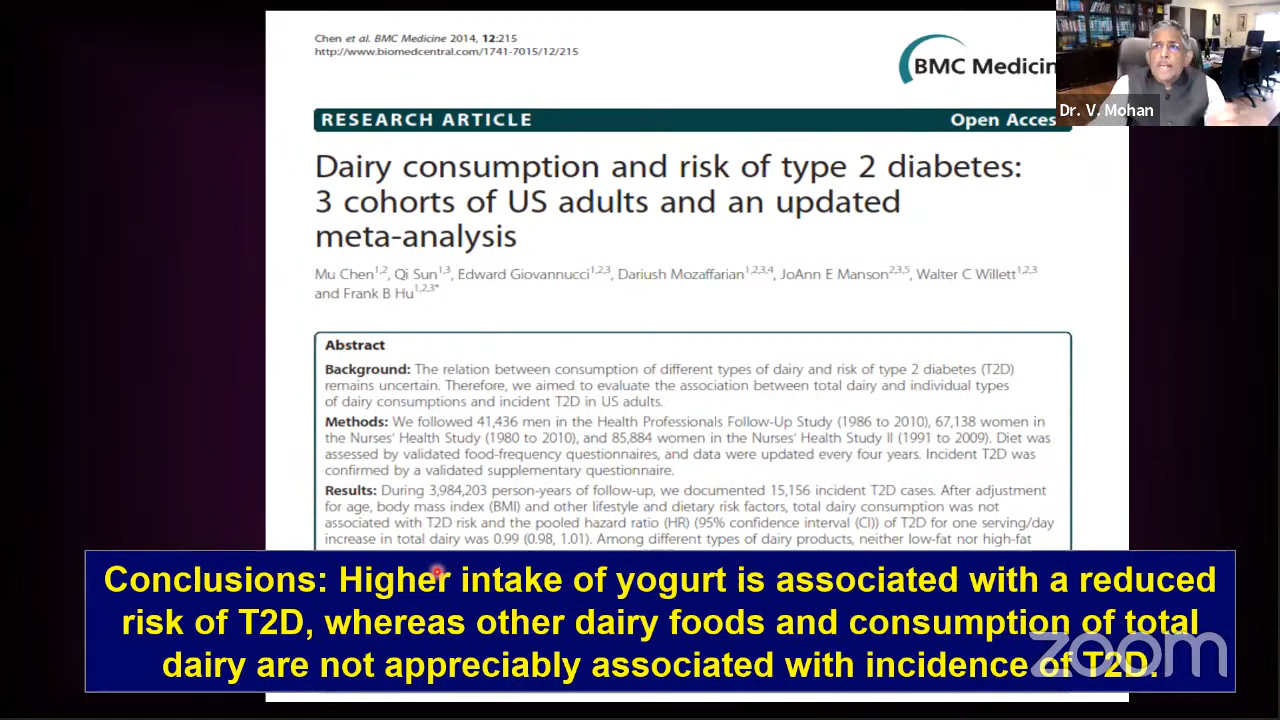 Chen et al. BMC Medicine 2014, 12:215
http://www.biomedcentral.com/1741-7015/12/215
BMC Medicin
Dr. V. Mohan
RESEARCH ARTICLE
Open Acces
Dairy consumption and risk of type 2 diabetes:
3 cohorts of US adults and an updated
meta-analysis
Mu Chen1,2, Qi Sun1,3, Edward Giovannucci1,2,3, Dariush Mozaffarian1,2,3,4, JoAnn E Manson2,3,5, Walter C Willett1,2,3
and Frank B Hu1,2,3*
Abstract
Background: The relation between consumption of different types of dairy and risk of type 2 diabetes (T2D)
remains uncertain. Therefore, we aimed to evaluate the association between total dairy and individual types
of dairy consumptions and incident T2D in US adults.
Methods: We followed 41,436 men in the Health Professionals Follow-Up Study (1986 to 2010), 67,138 women in
the Nurses' Health Study (1980 to 2010), and 85,884 women in the Nurses' Health Study II (1991 to 2009). Diet was
assessed by validated food-frequency questionnaires, and data were updated every four years. Incident T2D was
confirmed by a validated supplementary questionnaire.
Results: During 3,984,203 person-years of follow-up, we documented 15,156 incident T2D cases. After adjustment
for age, body mass index (BMI) and other lifestyle and dietary risk factors, total dairy consumption was not
associated with T2D risk and the pooled hazard ratio (HR) (95% confidence interval (CI)) of T2D for one serving/day
increase in total dairy was 0.99 (0.98, 1.01). Among different types of dairy products, neither low-fat nor high-fat
Conclusions: Higher intake of yogurt is associated with a reduced
risk of T2D, whereas other dairy foods and consumption of total
dairy are not appreciably associated with incidence of T2D.
zoom